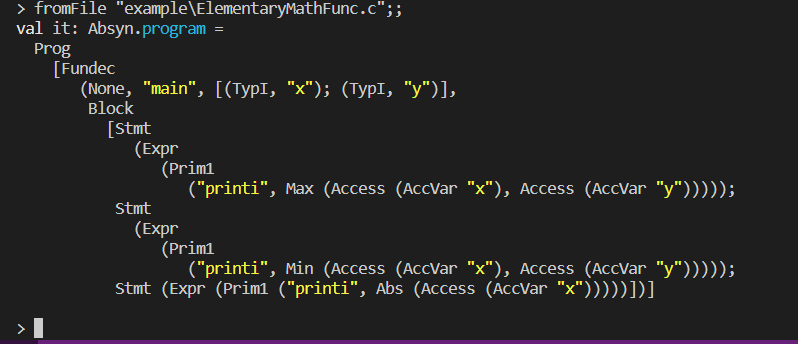 > fromFile "example\ElementaryMathFunc.c";;
val it: Absyn.program =
  Prog
    [Fundec
       (None, "main", [(TypI, "x"); (TypI, "y")],
        Block
          [Stmt
             (Expr
                (Prim1
                   ("printi", Max (Access (AccVar "x"), Access (AccVar "y")))));
           Stmt
             (Expr
                (Prim1
                   ("printi", Min (Access (AccVar "x"), Access (AccVar "y")))));
           Stmt (Expr (Prim1 ("printi", Abs (Access (AccVar "x")))))])]
>